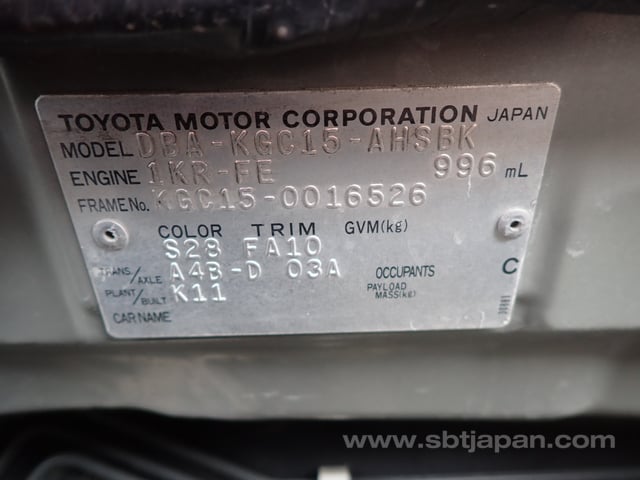 TOYOTA MOTOR CORPORATION JAPAN
MODEL DBA-KGC15-AHSBK
ENGINE 1KR-FE 996 mL
FRAME No. KGC15-0016526
COLOR TRIM GVM(kg)
S28 FA10
TRANS/AXLE A4B-D 03A OCCUPANTS C
PLANT/BUILT K11 PAYLOAD MASS(kg)
CAR NAME
www.sbtjapan.com